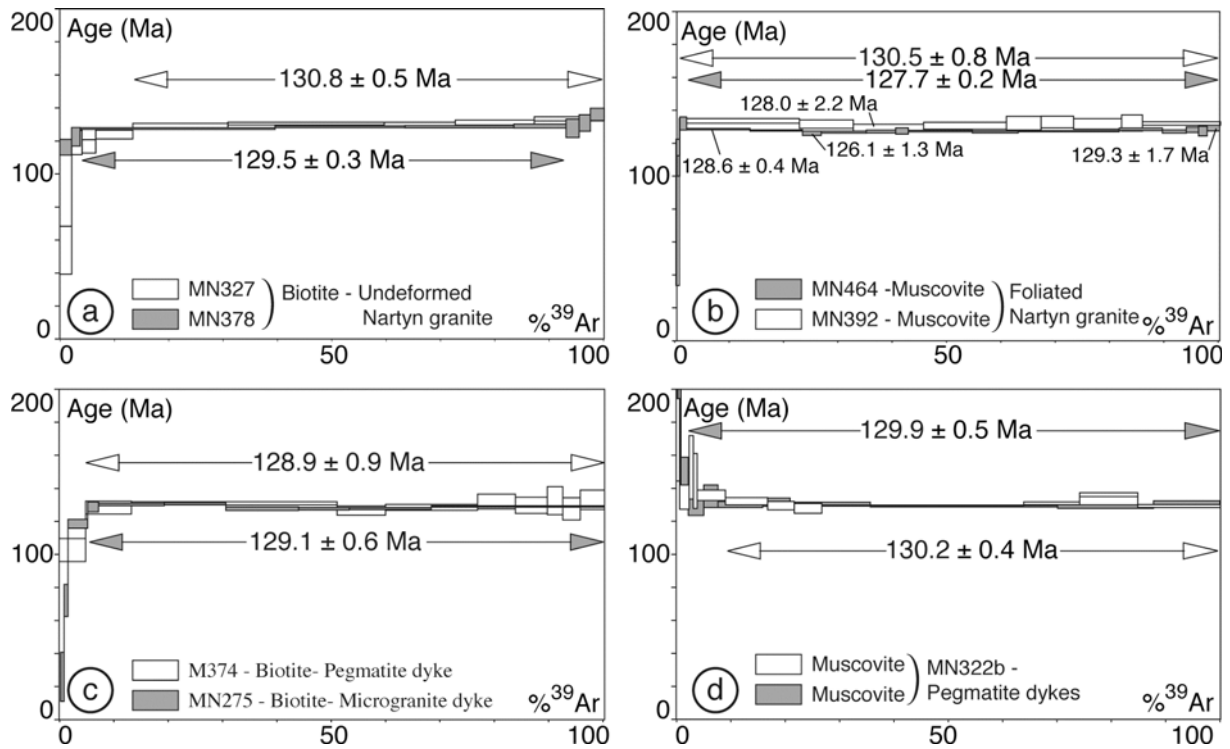 200
Age (Ma)
130.8 ± 0.5 Ma
129.5 ± 0.3 Ma
100
a
MN327
MN378
Biotite - Undeformed
Nartyn granite
%39Ar
0
0
50
100
200
Age (Ma)
130.5 ± 0.8 Ma
127.7 ± 0.2 Ma
128.0 ± 2.2 Ma
128.6 ± 0.4 Ma
126.1 ± 1.3 Ma
129.3 ± 1.7 Ma
100
b
MN464 -Muscovite
MN392 - Muscovite
Foliated
Nartyn granite
%39Ar
0
0
50
100
200
Age (Ma)
128.9 ± 0.9 Ma
129.1 ± 0.6 Ma
100
c
M374 - Biotite- Pegmatite dyke
MN275 - Biotite- Microgranite dyke
%39Ar
0
0
50
100
200
Age (Ma)
129.9 ± 0.5 Ma
130.2 ± 0.4 Ma
100
d
Muscovite
Muscovite
MN322b -
Pegmatite dykes
%39Ar
0
0
50
100